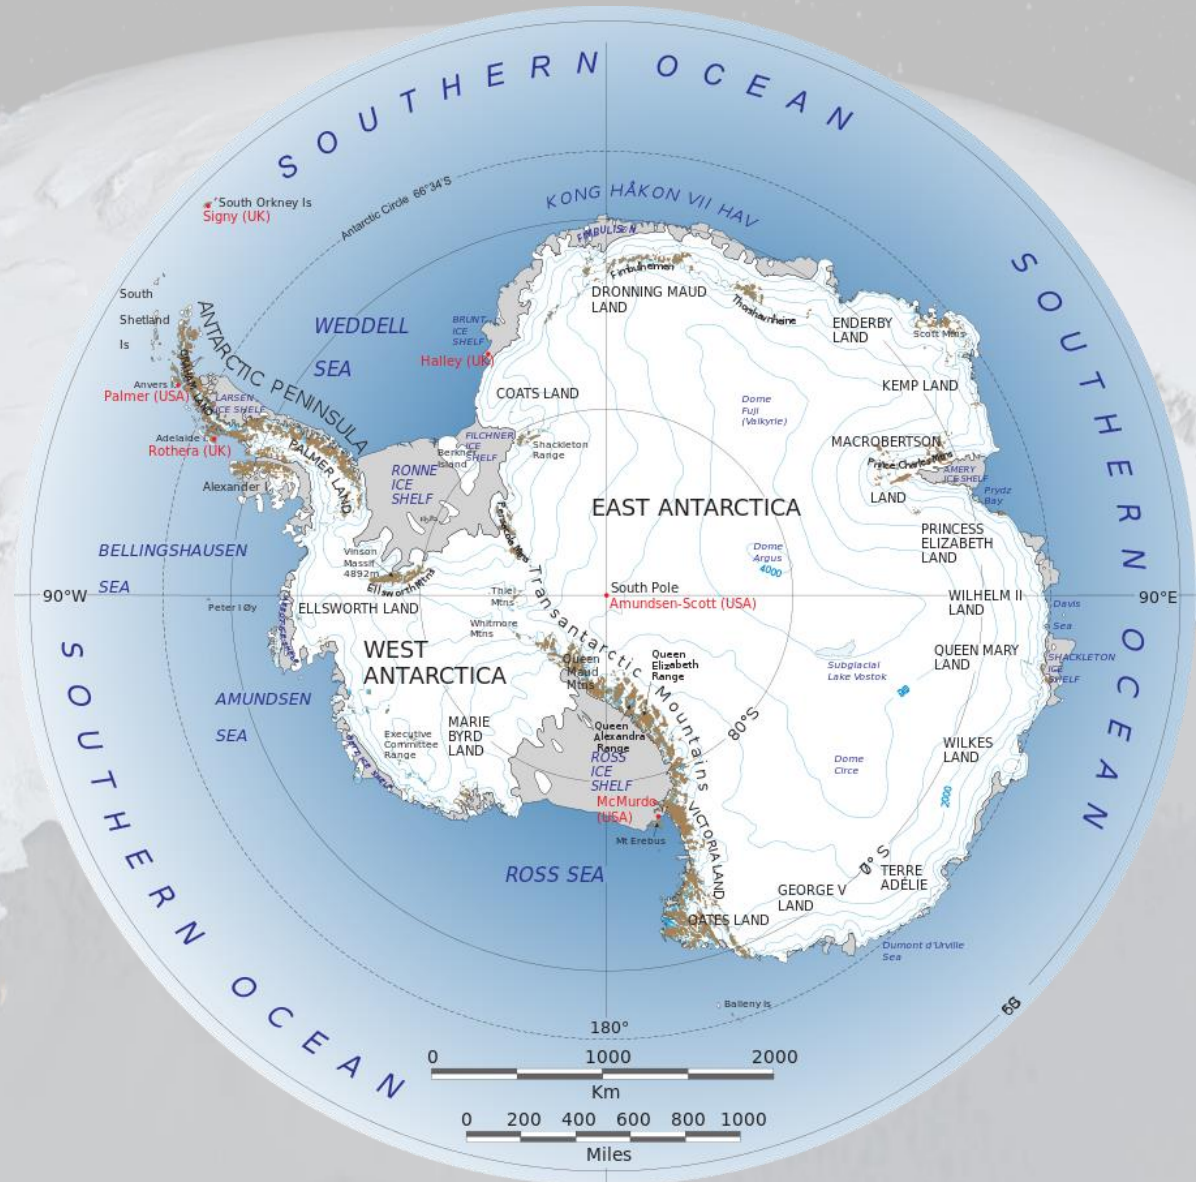 SOUTHERN OCEAN
Antarctic Circle 66°34'S
KONG HÅKON VII HAV
South Orkney Is
Signy (UK)
FIMBULISEN
Fimbulheimen
DRONNING MAUD
LAND
Thorshavnheiane
South
Shetland
Is
ANTARCTIC PENINSULA
WEDDELL
SEA
BRUNT
ICE
SHELF
Halley (UK)
ENDERBY
LAND
Scott Mtns
SOUTHERN OCEAN
GRAHAM LAND
Anvers I.
Palmer (USA)
LARSEN
ICE SHELF
COATS LAND
Dome
Fuji
(Valkyrie)
KEMP LAND
Adelaide I.
Rothera (UK)
PALMER LAND
FILCHNER
ICE
SHELF
Berkner
Island
Shackleton
Range
MACROBERTSON
Prince Charles Mtns
LAND
AMERY
ICE SHELF
Prydz
Bay
RONNE
ICE
SHELF
Alexander I
EAST ANTARCTICA
PRINCESS
ELIZABETH
LAND
BELLINGSHAUSEN
SEA
Vinson
Massif
4892m
Ellsworth Mtns
Dome
Argus
4000
Transantarctic Mountains
90°W
90°E
South Pole
Amundsen-Scott (USA)
Thiel
Mtns
WILHELM II
LAND
Davis
Sea
Peter I Øy
ELLSWORTH LAND
Whitmore
Mtns
WEST
ANTARCTICA
Queen
Maud
Mtns
Queen
Elizabeth
Range
Subglacial
Lake Vostok
QUEEN MARY
LAND
SHACKLETON
ICE
SHELF
SOUTHERN OCEAN
AMUNDSEN
SEA
MARIE
BYRD
LAND
Executive
Committee
Range
Queen
Alexandra
Range
80°S
ROSS
ICE
SHELF
Dome
Circe
WILKES
LAND
2000
McMurdo
(USA)
Mt Erebus
VICTORIA LAND
ROSS SEA
TERRE
ADÉLIE
GEORGE V
LAND
OATES LAND
Dumont d'Urville
Sea
Balleny Is
180°
0 1000 2000
Km
0 200 400 600 800 1000
Miles